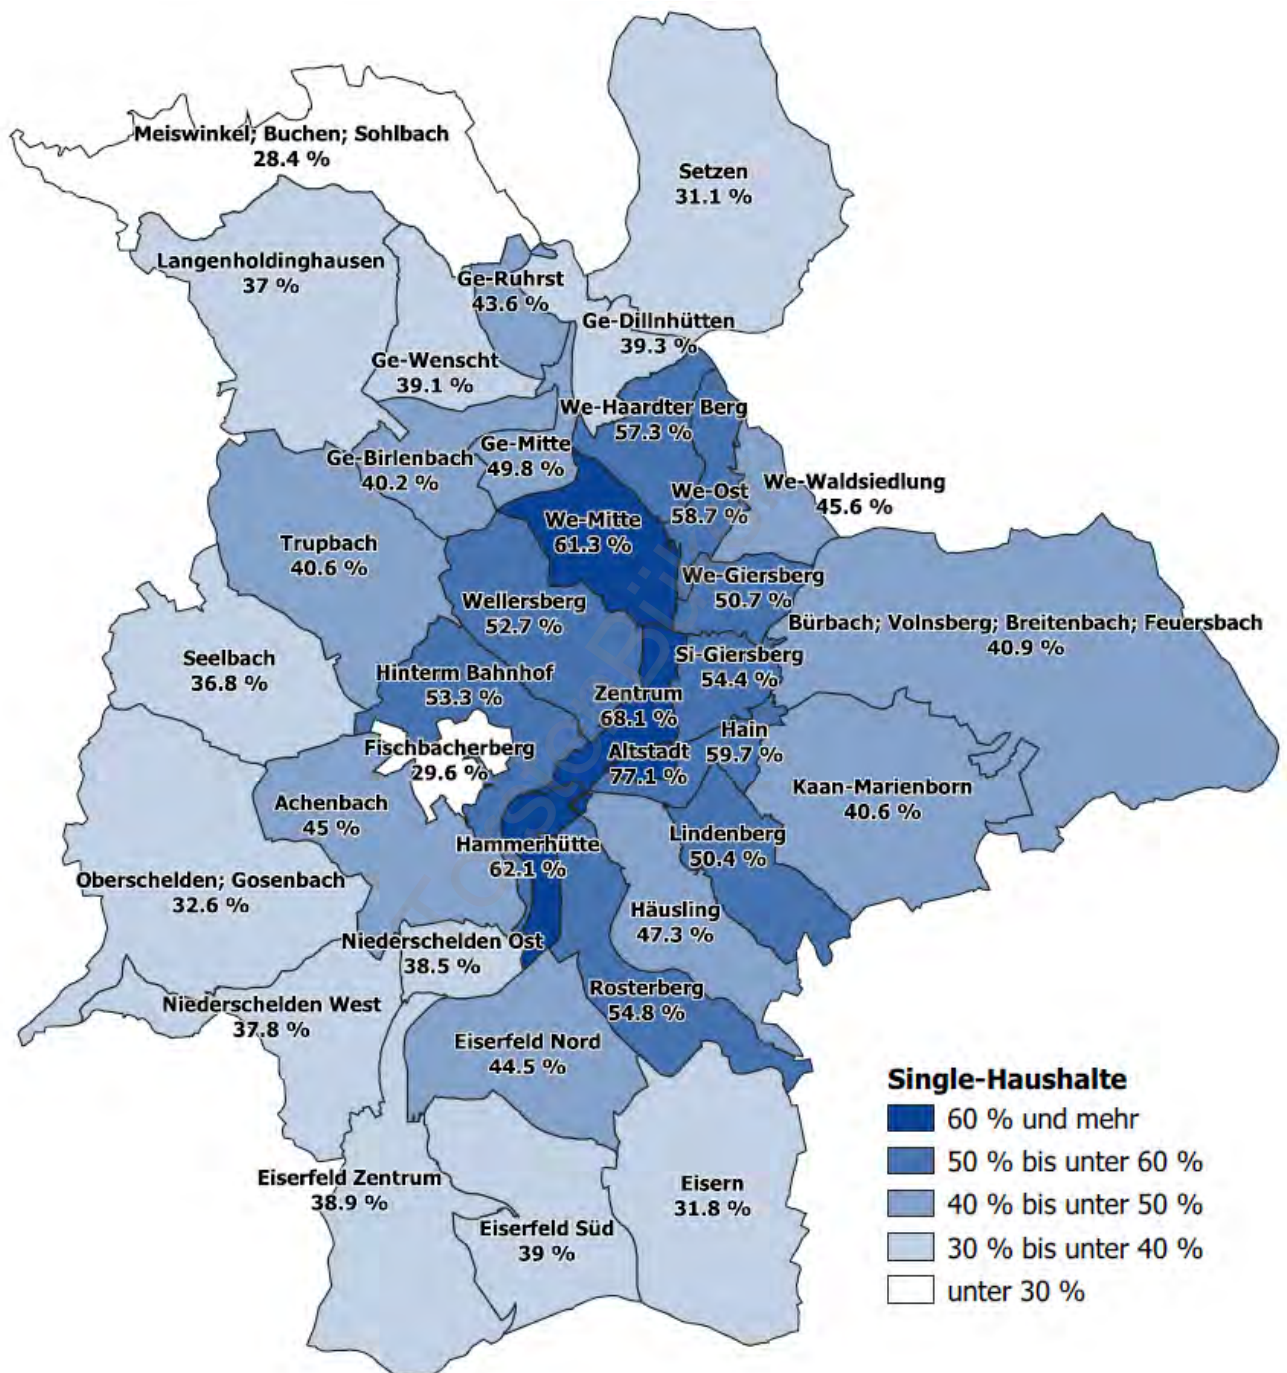 Meiswinkel; Buchen; Sohlbach
28.4 %
Setzen
31.1 %
Langenholdinghausen
37 %
Ge-Ruhrst
43.6 %
Ge-Dillnhütten
39.3 %
Ge-Wenscht
39.1 %
We-Haardter Berg
57.3 %
Ge-Mitte
49.8 %
Ge-Birlenbach
40.2 %
We-Waldsiedlung
45.6 %
We-Ost
58.7 %
We-Mitte
61.3 %
Trupbach
40.6 %
We-Giersberg
50.7 %
Wellersberg
52.7 %
Bürbach; Volnsberg; Breitenbach; Feuersbach
40.9 %
Seelbach
36.8 %
Si-Giersberg
54.4 %
Hinterm Bahnhof
53.3 %
Zentrum
68.1 %
Hain
59.7 %
Fischbacherberg
29.6 %
Altstadt
77.1 %
Kaan-Marienborn
40.6 %
Achenbach
45 %
Lindenberg
50.4 %
Hammerhütte
62.1 %
Oberschelden; Gosenbach
32.6 %
Häusling
47.3 %
Niederschelden Ost
38.5 %
Rosterberg
54.8 %
Niederschelden West
37.8 %
Eiserfeld Nord
44.5 %
Eiserfeld Zentrum
38.9 %
Eisern
31.8 %
Eiserfeld Süd
39 %
Single-Haushalte
60 % und mehr
50 % bis unter 60 %
40 % bis unter 50 %
30 % bis unter 40 %
unter 30 %